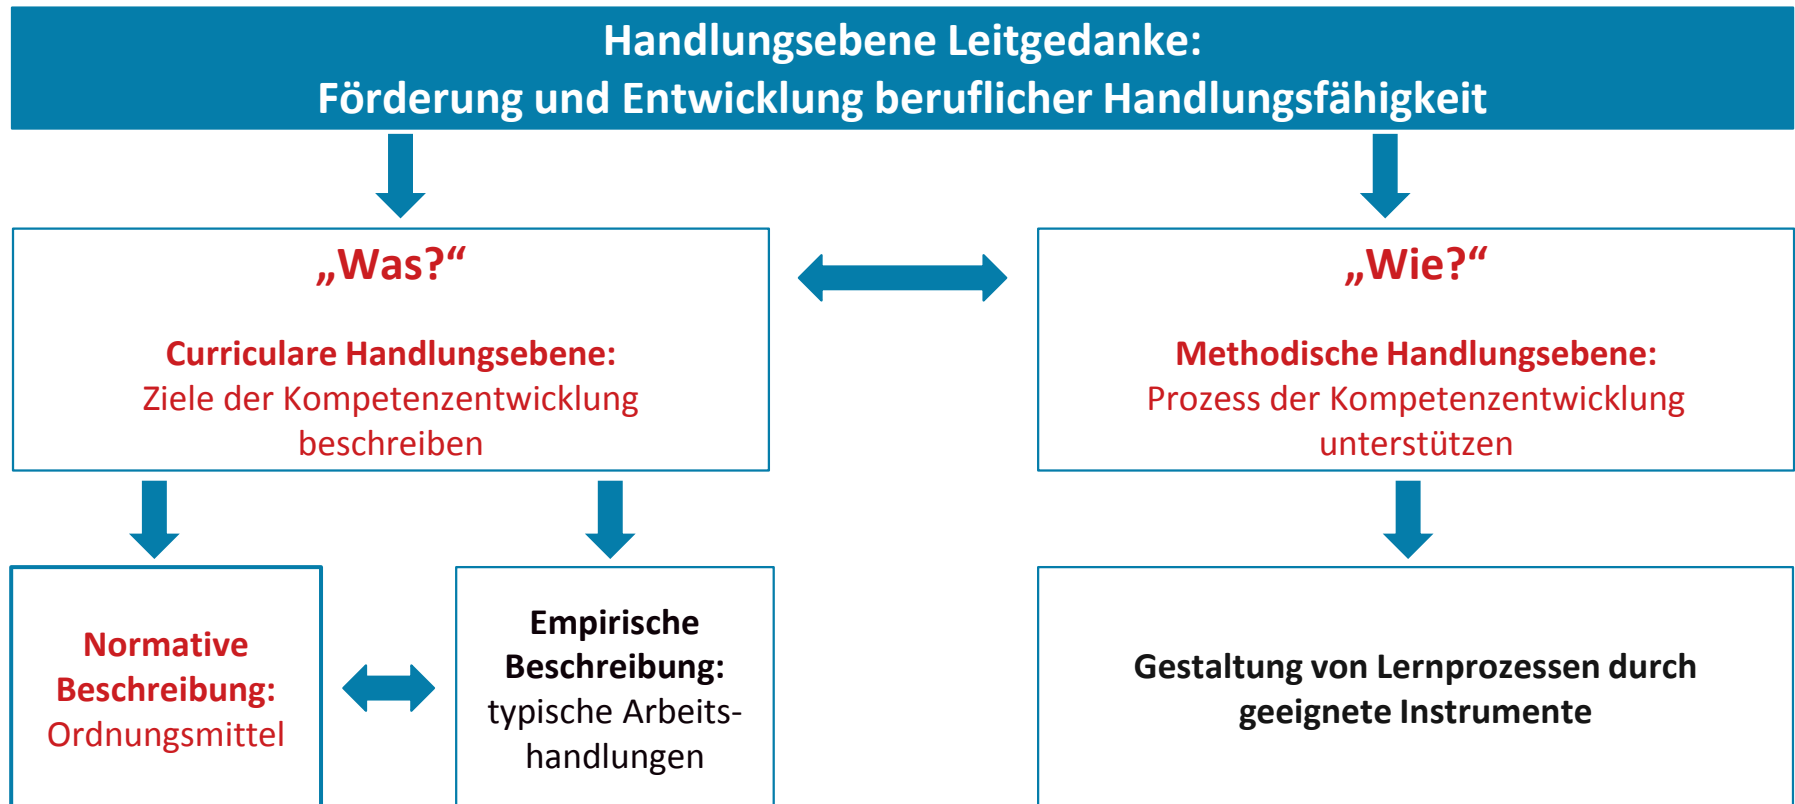 Handlungsebene Leitgedanke:
Förderung und Entwicklung beruflicher Handlungsfähigkeit
„Was?“
Curriculare Handlungsebene:
Ziele der Kompetenzentwicklung
beschreiben
„Wie?“
Methodische Handlungsebene:
Prozess der Kompetenzentwicklung
unterstützen
Normative
Beschreibung:
Ordnungsmittel
Empirische
Beschreibung:
typische Arbeits-
handlungen
Gestaltung von Lernprozessen durch
geeignete Instrumente